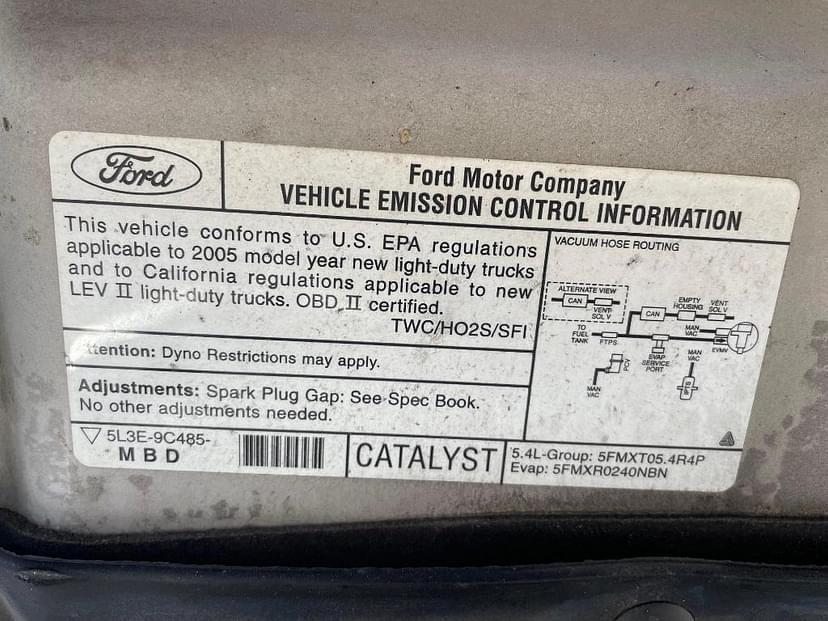 Ford
Ford Motor Company
VEHICLE EMISSION CONTROL INFORMATION
This vehicle conforms to U.S. EPA regulations
applicable to 2005 model year new light-duty trucks
and to California regulations applicable to new
LEV II light-duty trucks. OBD II certified.
TWC/HO2S/SFI
Attention: Dyno Restrictions may apply.
Adjustments: Spark Plug Gap: See Spec Book.
No other adjustments needed.
VACUUM HOSE ROUTING
ALTERNATE VIEW
CAN
VENT
SOL V
TO
FUEL
TANK
FTPS
CAN
EMPTY
HOUSING
VENT
SOL V
MAN
VAC
EVMV
EVAP
SERVICE
PORT
PCV
MAN
VAC
MAN
VAC
5L3E-9C485-
MBD
CATALYST
5.4L-Group: 5FMXT05.4R4P
Evap: 5FMXR0240NBN